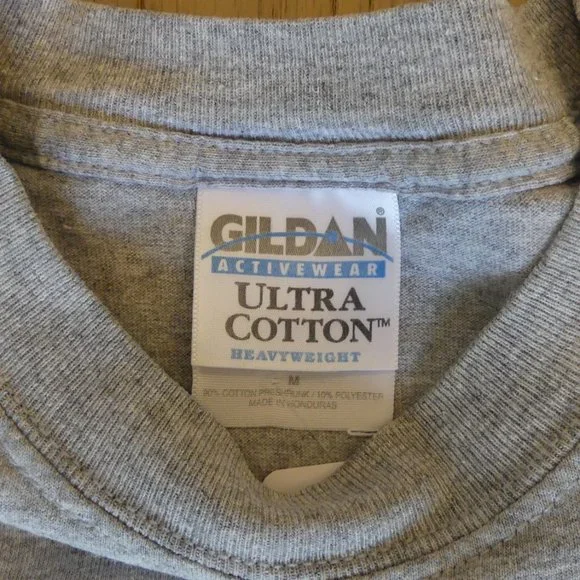 GILDAN®
ACTIVEWEAR
ULTRA
COTTON™
HEAVYWEIGHT
M
90% COTTON PRESHRUNK / 10% POLYESTER
MADE IN HONDURAS